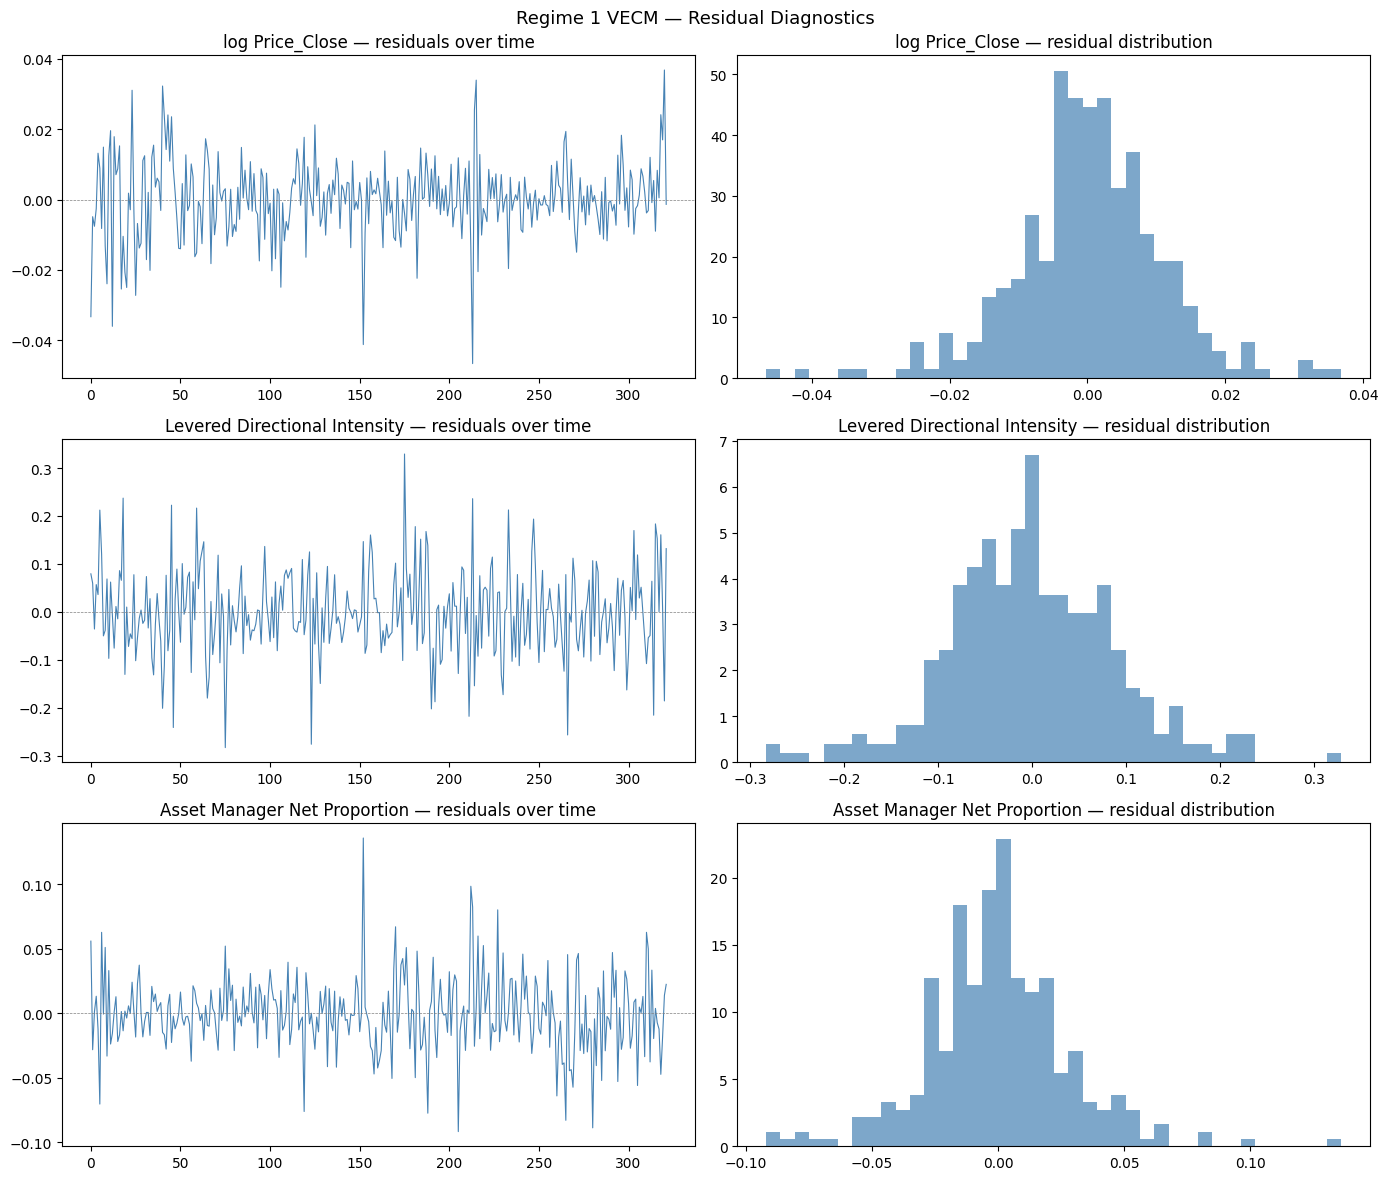 Regime 1 VECM — Residual Diagnostics
log Price_Close — residuals over time
0.04
0.02
0.00
−0.02
−0.04
0 50 100 150 200 250 300
log Price_Close — residual distribution
50
40
30
20
10
0
−0.04 −0.02 0.00 0.02 0.04
Levered Directional Intensity — residuals over time
0.3
0.2
0.1
0.0
−0.1
−0.2
−0.3
0 50 100 150 200 250 300
Levered Directional Intensity — residual distribution
7
6
5
4
3
2
1
0
−0.3 −0.2 −0.1 0.0 0.1 0.2 0.3
Asset Manager Net Proportion — residuals over time
0.10
0.05
0.00
−0.05
−0.10
0 50 100 150 200 250 300
Asset Manager Net Proportion — residual distribution
20
15
10
5
0
−0.10 −0.05 0.00 0.05 0.10